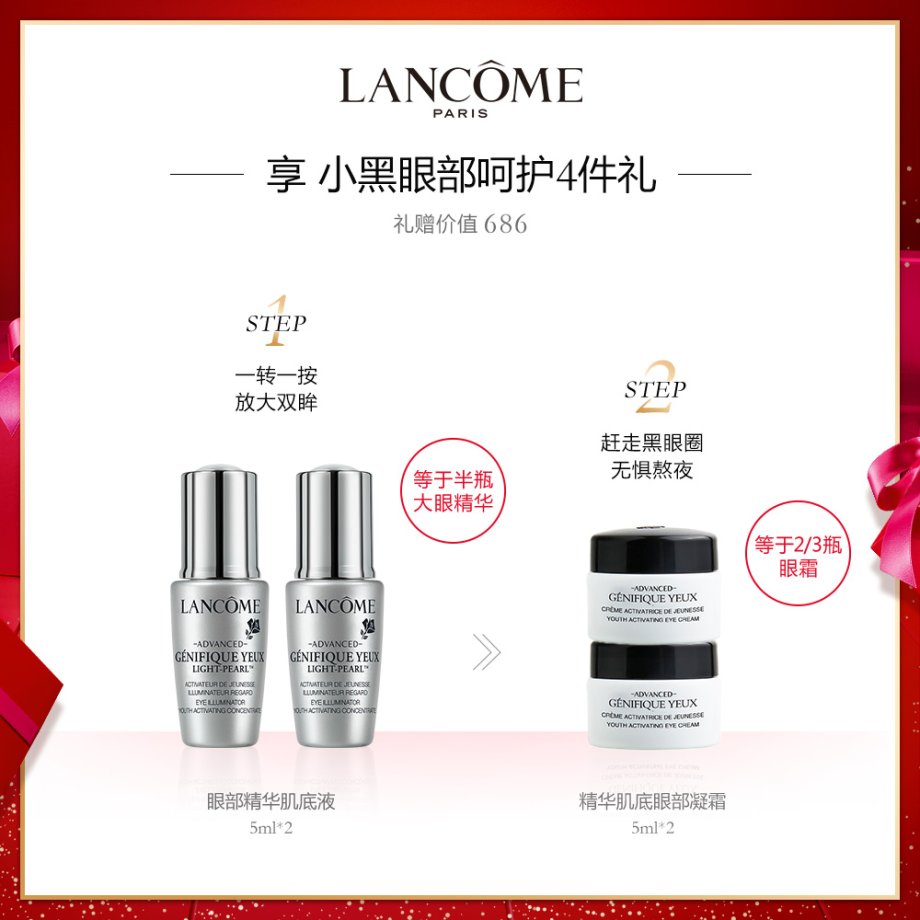 LANCÔME
PARIS
享 小黑眼部呵护4件礼
礼赠价值 686
STEP 1
一转一按
放大双眸
STEP 2
赶走黑眼圈
无惧熬夜
等于半瓶
大眼精华
等于2/3瓶
眼霜
LANCÔME
-ADVANCED-
GÉNIFIQUE YEUX
LIGHT-PEARL™
ACTIVATEUR DE JEUNESSE
ILLUMINATEUR REGARD
EYE ILLUMINATOR
YOUTH ACTIVATING CONCENTRATE
LANCÔME
-ADVANCED-
GÉNIFIQUE YEUX
LIGHT-PEARL™
ACTIVATEUR DE JEUNESSE
ILLUMINATEUR REGARD
EYE ILLUMINATOR
YOUTH ACTIVATING CONCENTRATE
-ADVANCED-
GÉNIFIQUE YEUX
CRÈME ACTIVATRICE DE JEUNESSE
YOUTH ACTIVATING EYE CREAM
-ADVANCED-
GÉNIFIQUE YEUX
CRÈME ACTIVATRICE DE JEUNESSE
YOUTH ACTIVATING EYE CREAM
眼部精华肌底液
5ml*2
精华肌底眼部凝霜
5ml*2